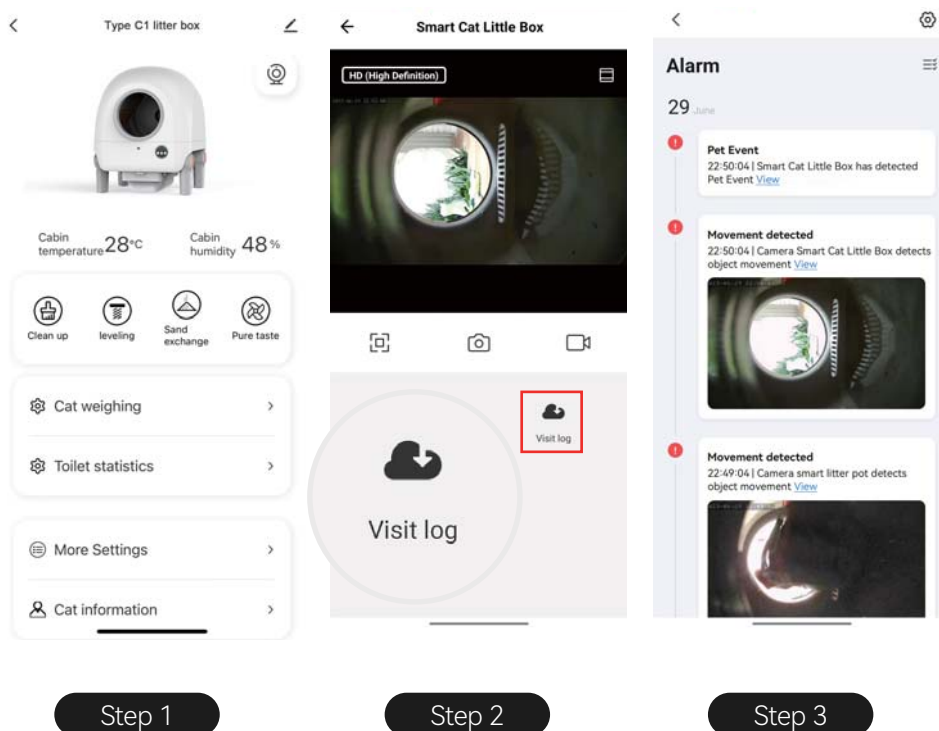 Type C1 litter box
Cabin
temperature 28°C
Cabin
humidity 48%
Clean up
leveling
Sand
exchange
Pure taste
Cat weighing
Toilet statistics
More Settings
Cat information
Step 1
Smart Cat Little Box
HD (High Definition)
Visit log
Visit log
Step 2
Alarm
29 June
Pet Event
22:50:04 | Smart Cat Little Box has detected
Pet Event View
Movement detected
22:50:04 | Camera Smart Cat Little Box detects
object movement View
Movement detected
22:49:04 | Camera smart litter pot detects
object movement View
Step 3